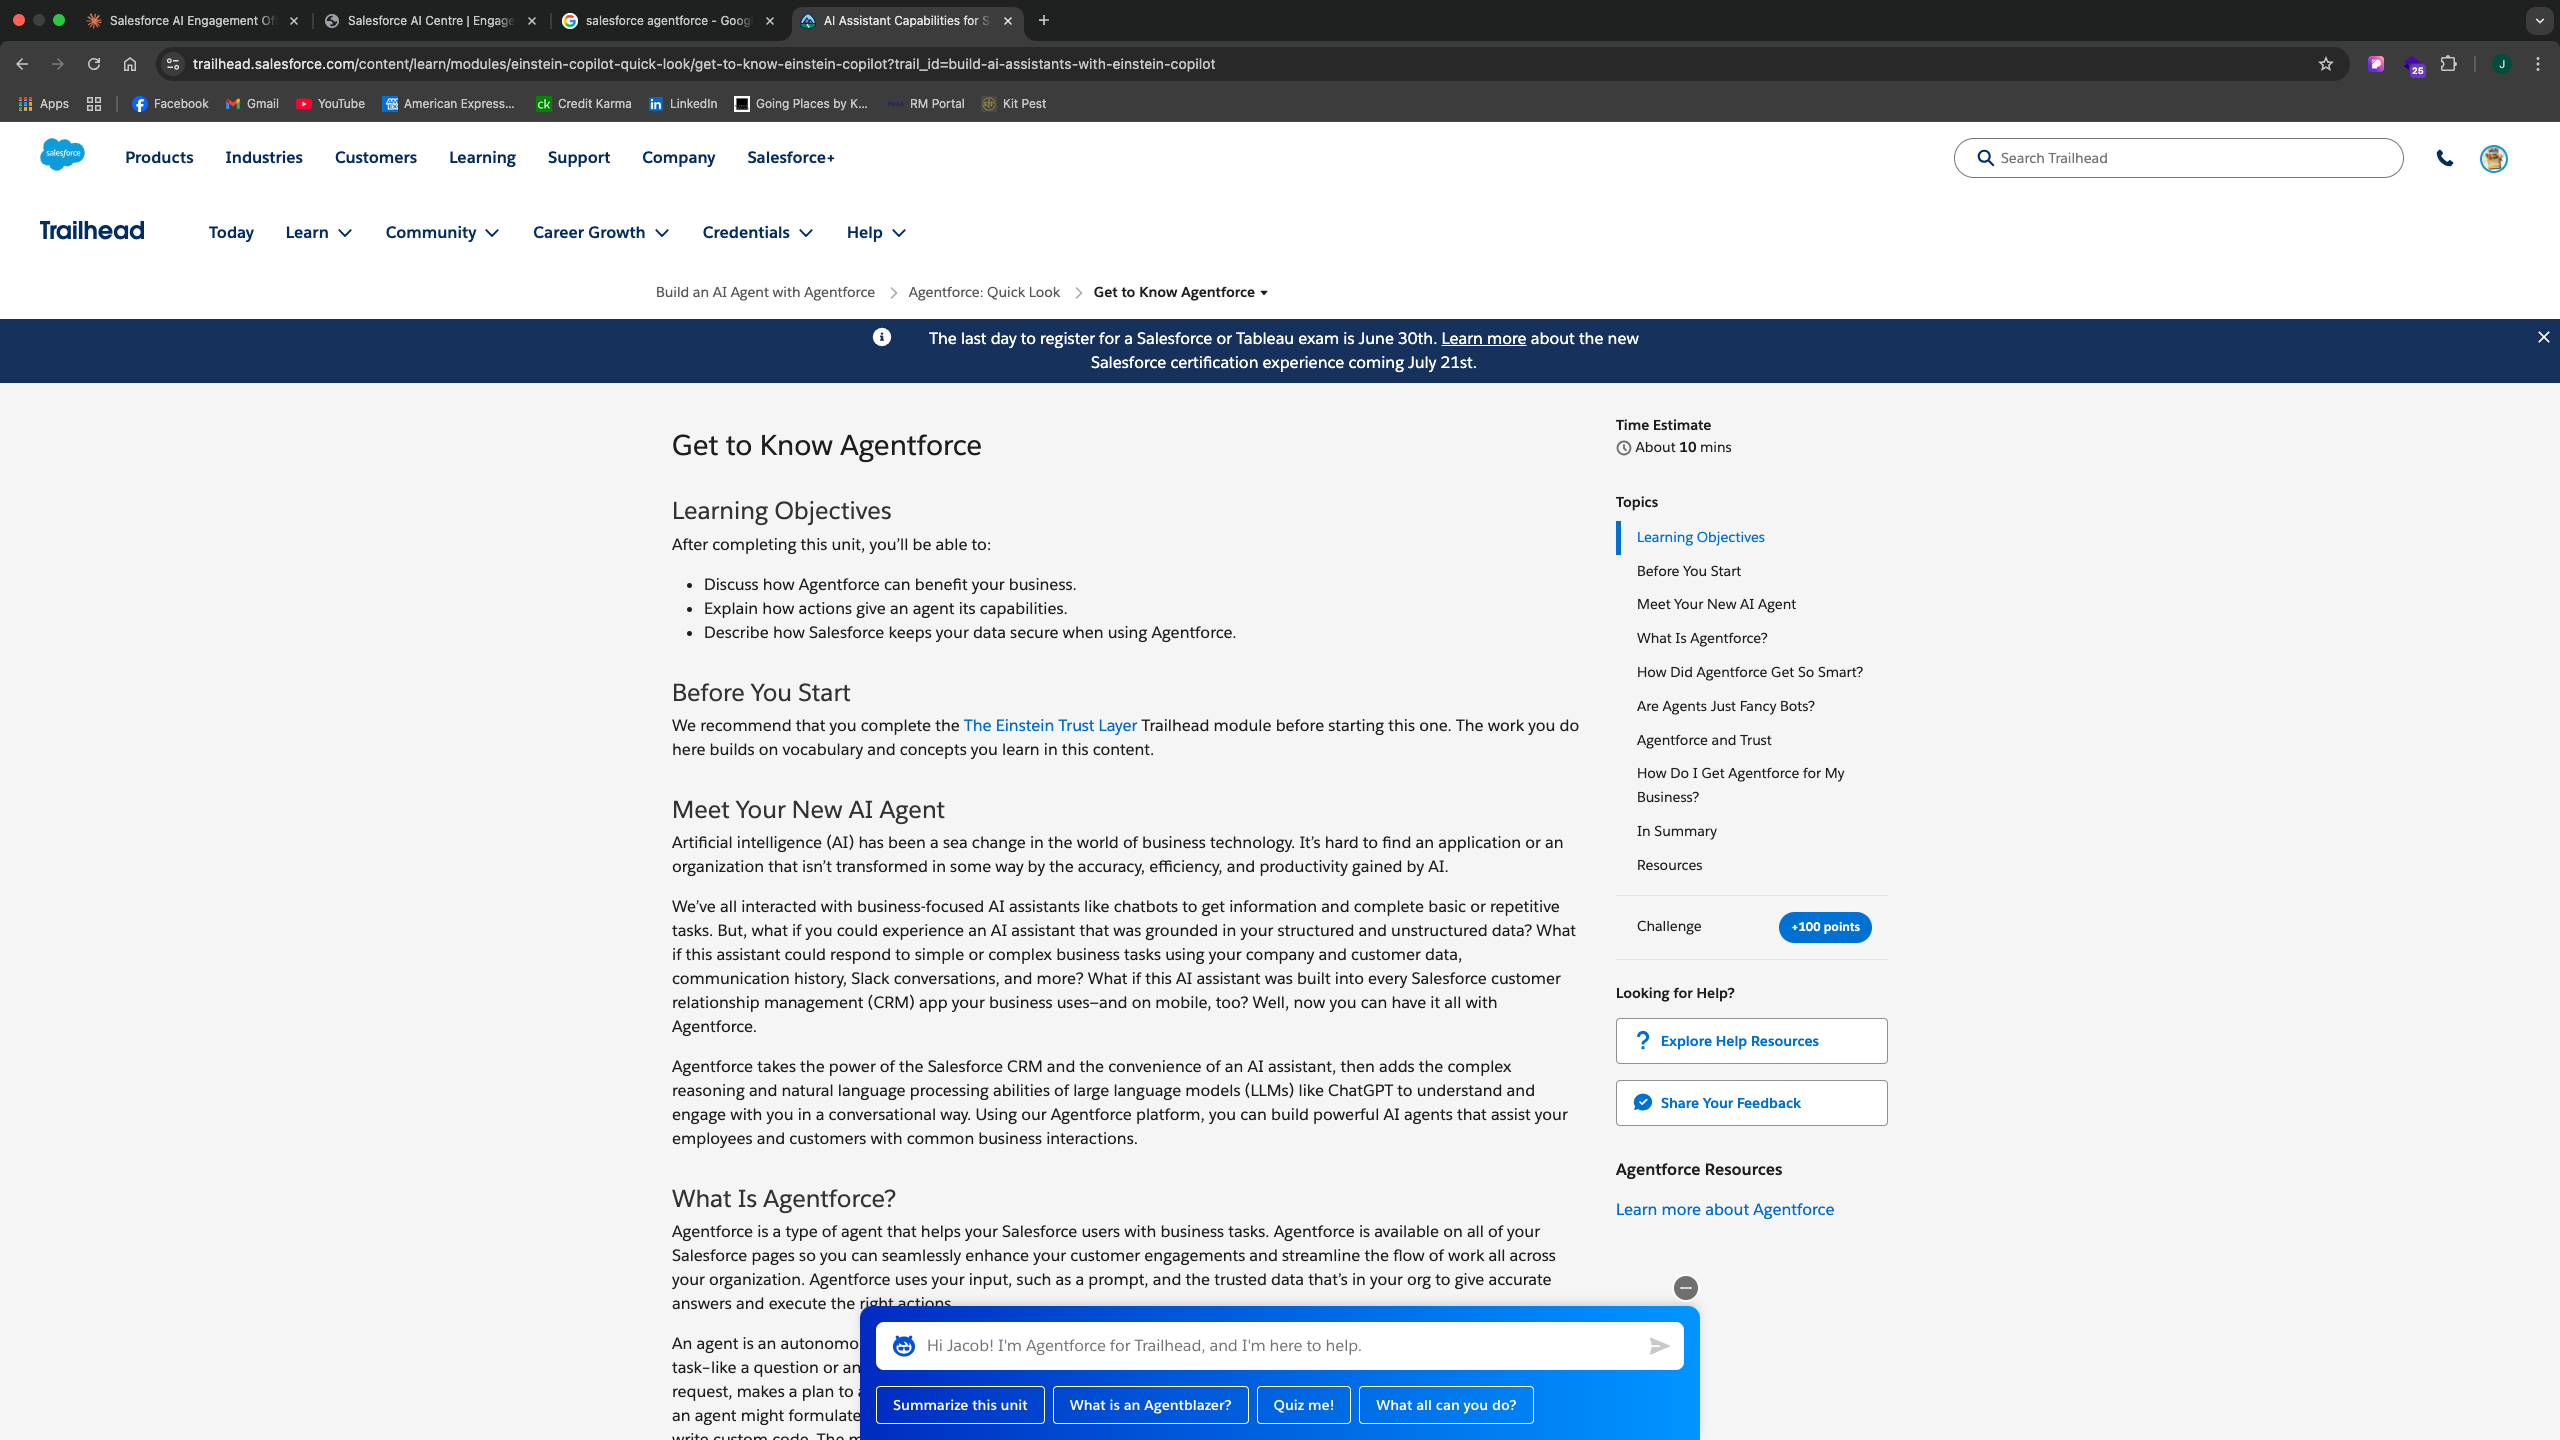 Salesforce AI Engagement Of
Salesforce AI Centre | Engage
salesforce agentforce - Goog
AI Assistant Capabilities for S
trailhead.salesforce.com/content/learn/modules/einstein-copilot-quick-look/get-to-know-einstein-copilot?trail_id=build-ai-assistants-with-einstein-copilot
25
J
Apps
Facebook
Gmail
YouTube
American Express...
ck Credit Karma
in LinkedIn
Going Places by K...
RM Portal
Kit Pest
salesforce
Products
Industries
Customers
Learning
Support
Company
Salesforce+
Search Trailhead
Trailhead
Today
Learn
Community
Career Growth
Credentials
Help
Build an AI Agent with Agentforce
Agentforce: Quick Look
Get to Know Agentforce
The last day to register for a Salesforce or Tableau exam is June 30th. Learn more about the new
Salesforce certification experience coming July 21st.
Get to Know Agentforce
Learning Objectives
After completing this unit, you’ll be able to:
• Discuss how Agentforce can benefit your business.
• Explain how actions give an agent its capabilities.
• Describe how Salesforce keeps your data secure when using Agentforce.
Before You Start
We recommend that you complete the The Einstein Trust Layer Trailhead module before starting this one. The work you do
here builds on vocabulary and concepts you learn in this content.
Meet Your New AI Agent
Artificial intelligence (AI) has been a sea change in the world of business technology. It’s hard to find an application or an
organization that isn’t transformed in some way by the accuracy, efficiency, and productivity gained by AI.
We’ve all interacted with business-focused AI assistants like chatbots to get information and complete basic or repetitive
tasks. But, what if you could experience an AI assistant that was grounded in your structured and unstructured data? What
if this assistant could respond to simple or complex business tasks using your company and customer data,
communication history, Slack conversations, and more? What if this AI assistant was built into every Salesforce customer
relationship management (CRM) app your business uses—and on mobile, too? Well, now you can have it all with
Agentforce.
Agentforce takes the power of the Salesforce CRM and the convenience of an AI assistant, then adds the complex
reasoning and natural language processing abilities of large language models (LLMs) like ChatGPT to understand and
engage with you in a conversational way. Using our Agentforce platform, you can build powerful AI agents that assist your
employees and customers with common business interactions.
What Is Agentforce?
Agentforce is a type of agent that helps your Salesforce users with business tasks. Agentforce is available on all of your
Salesforce pages so you can seamlessly enhance your customer engagements and streamline the flow of work all across
your organization. Agentforce uses your input, such as a prompt, and the trusted data that’s in your org to give accurate
answers and execute the right actions.
An agent is an autonomo
task—like a question or an
request, makes a plan to a
an agent might formulate
write custom code. The m
Time Estimate
About 10 mins
Topics
Learning Objectives
Before You Start
Meet Your New AI Agent
What Is Agentforce?
How Did Agentforce Get So Smart?
Are Agents Just Fancy Bots?
Agentforce and Trust
How Do I Get Agentforce for My
Business?
In Summary
Resources
Challenge
+100 points
Looking for Help?
Explore Help Resources
Share Your Feedback
Agentforce Resources
Learn more about Agentforce
Hi Jacob! I'm Agentforce for Trailhead, and I'm here to help.
Summarize this unit
What is an Agentblazer?
Quiz me!
What all can you do?